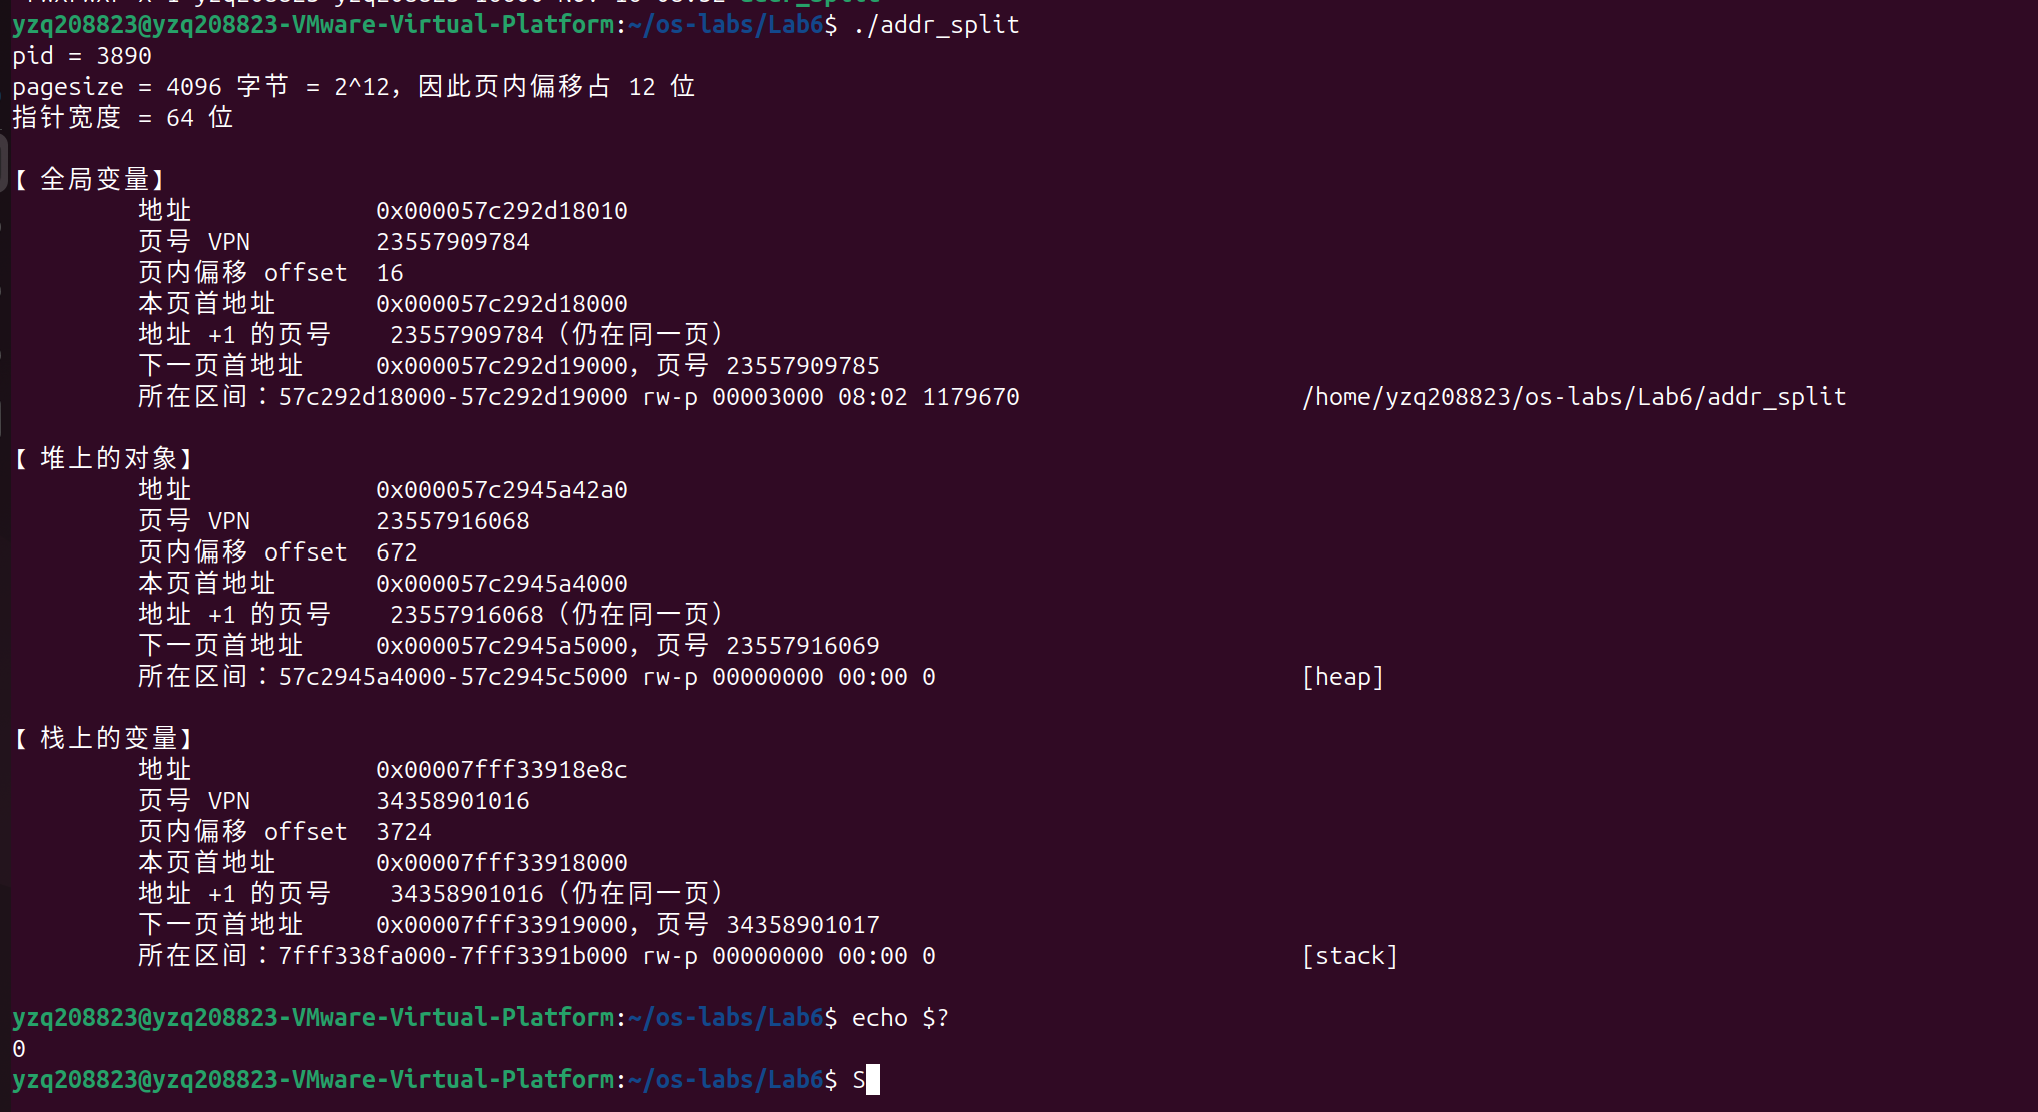 yzq208823@yzq208823-VMware-Virtual-Platform:~/os-labs/Lab6$ ./addr_split
pid = 3890
pagesize = 4096 字节 = 2^12，因此页内偏移占 12 位
指针宽度 = 64 位
【 全局变量】
地址 0x000057c292d18010
页号 VPN 23557909784
页内偏移 offset 16
本页首地址 0x000057c292d18000
地址 +1 的页号 23557909784（仍在同一页）
下一页首地址 0x000057c292d19000，页号 23557909785
所在区间：57c292d18000-57c292d19000 rw-p 00003000 08:02 1179670 /home/yzq208823/os-labs/Lab6/addr_split
【 堆上的对象】
地址 0x000057c2945a42a0
页号 VPN 23557916068
页内偏移 offset 672
本页首地址 0x000057c2945a4000
地址 +1 的页号 23557916068（仍在同一页）
下一页首地址 0x000057c2945a5000，页号 23557916069
所在区间：57c2945a4000-57c2945c5000 rw-p 00000000 00:00 0 [heap]
【 栈上的变量】
地址 0x00007fff33918e8c
页号 VPN 34358901016
页内偏移 offset 3724
本页首地址 0x00007fff33918000
地址 +1 的页号 34358901016（仍在同一页）
下一页首地址 0x00007fff33919000，页号 34358901017
所在区间：7fff338fa000-7fff3391b000 rw-p 00000000 00:00 0 [stack]
yzq208823@yzq208823-VMware-Virtual-Platform:~/os-labs/Lab6$ echo $?
0
yzq208823@yzq208823-VMware-Virtual-Platform:~/os-labs/Lab6$ S